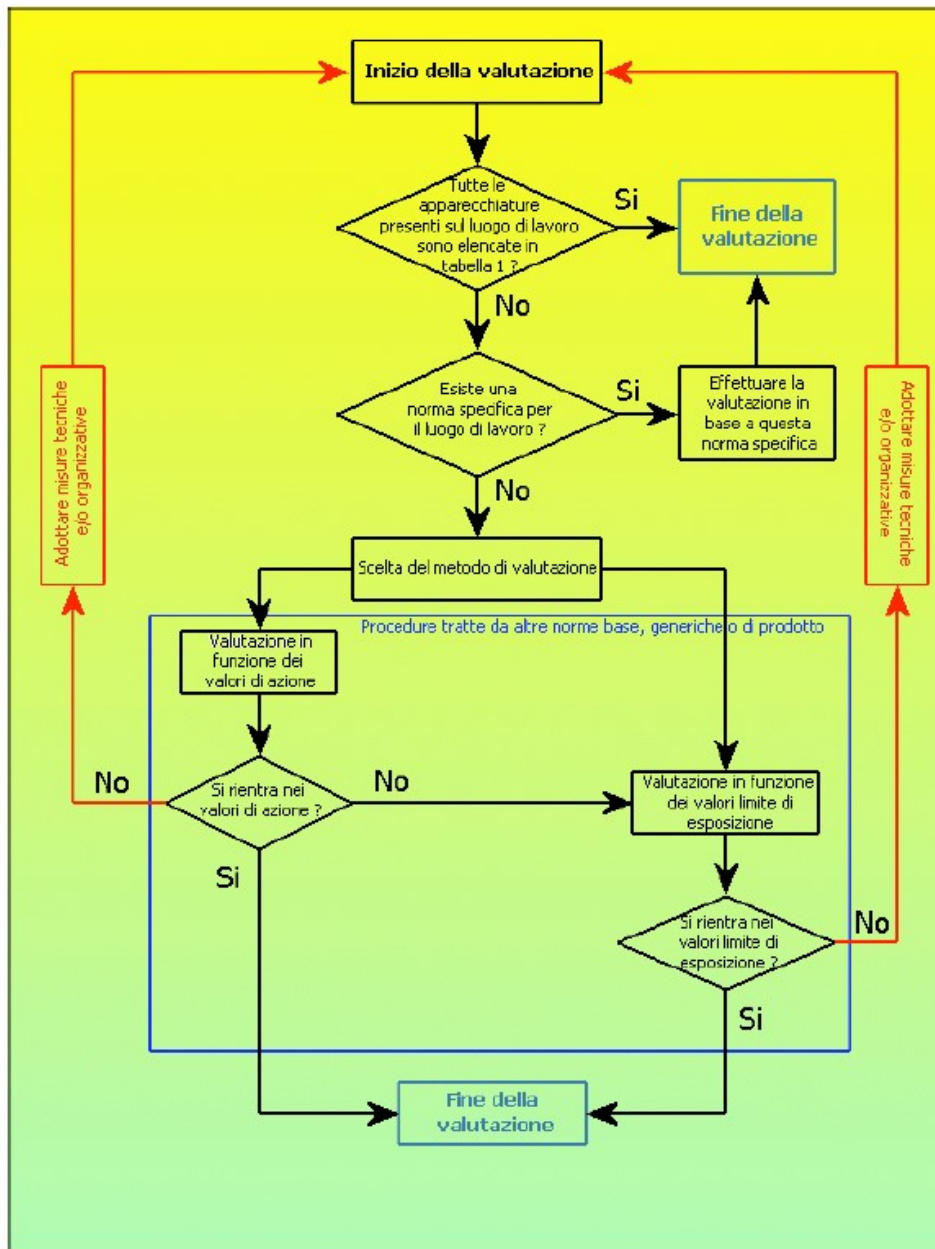 Inizio della valutazione
Tutte le
apparecchiature
presenti sul luogo di lavoro
sono elencate in
tabella 1 ?
Si
Fine della
valutazione
No
Esiste una
norma specifica per
il luogo di lavoro ?
Si
Effettuare la
valutazione in
base a questa
norma specifica
Adottare misure tecniche
e/o organizzative
Adottare misure tecniche
e/o organizzative
No
Scelta del metodo di valutazione
Procedure tratte da altre norme base, generiche o di prodotto
Valutazione in
funzione dei
valori di azione
No
Si rientra nei
valori di azione ?
No
Valutazione in funzione
dei valori limite di
esposizione
Si
Si rientra nei
valori limite di
esposizione ?
No
Si
Fine della
valutazione